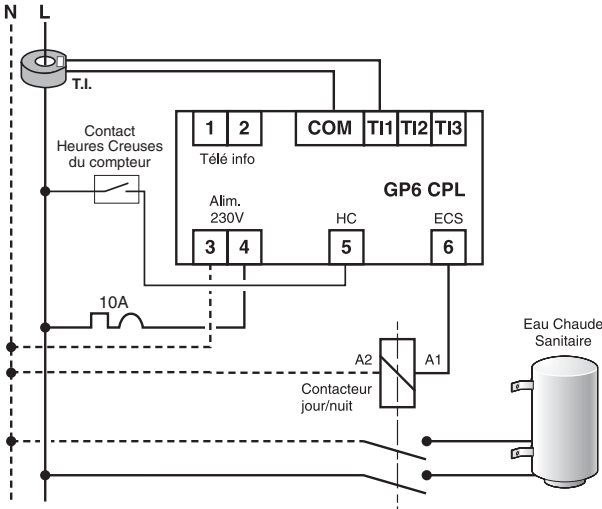 N L
T.I.
1 2 COM TI1 TI2 TI3
Télé info
Contact
Heures Creuses
du compteur
GP6 CPL
Alim.
230V
HC
ECS
3 4 5 6
10A
A2 A1
Contacteur
jour/nuit
Eau Chaude
Sanitaire